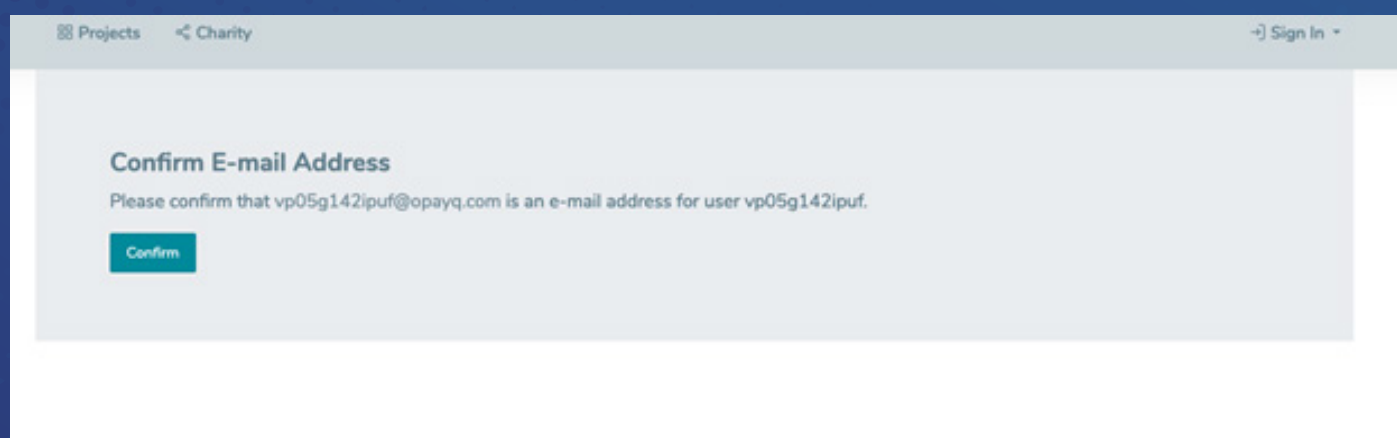 Projects Charity Sign In
Confirm E-mail Address
Please confirm that vp05g142ipuf@opayq.com is an e-mail address for user vp05g142ipuf.
Confirm